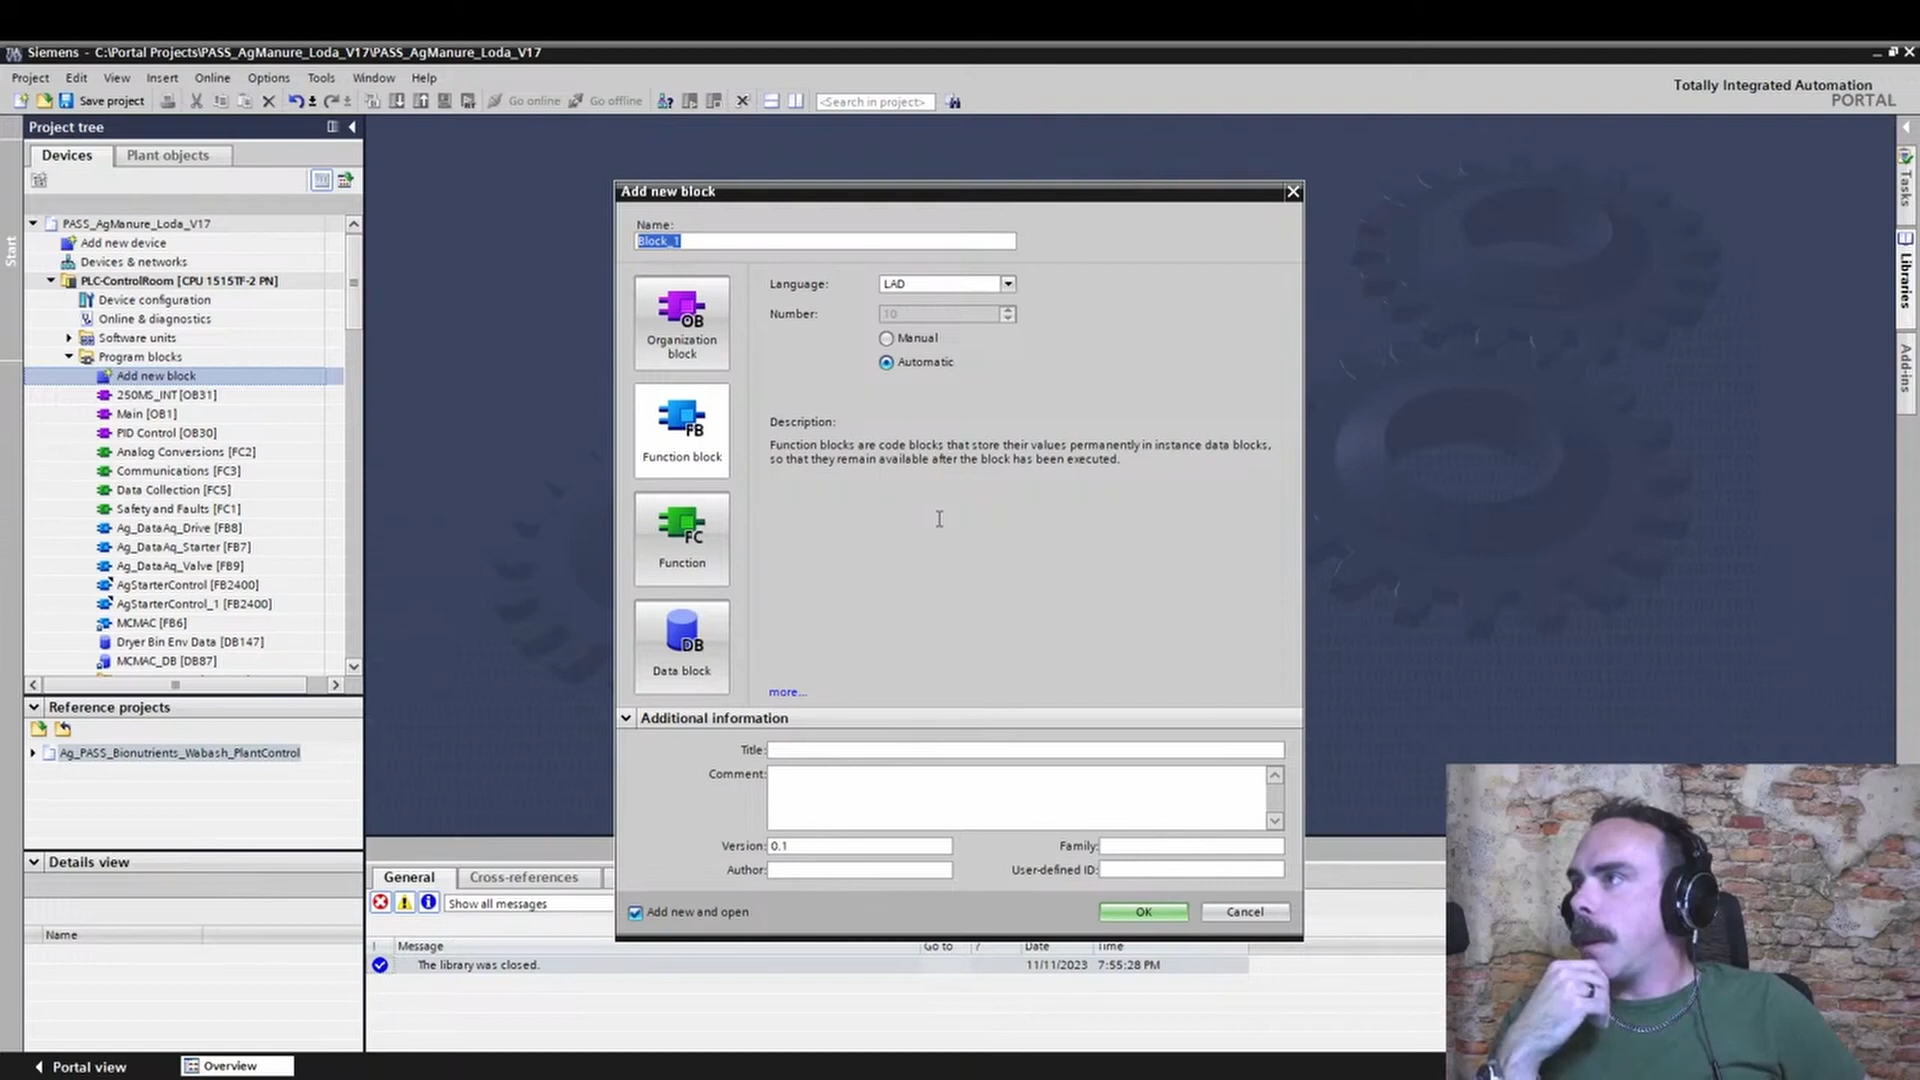 Siemens - C:\Portal Projects\PASS_AgManure_Loda_V17\PASS_AgManure_Loda_V17
Project Edit View Insert Online Options Tools Window Help
Totally Integrated Automation
PORTAL
Save project
Go online
Go offline
<Search in project>
Project tree
Devices
Plant objects
Start
PASS_AgManure_Loda_V17
Add new device
Devices & networks
PLC-ControlRoom [CPU 1515TF-2 PN]
Device configuration
Online & diagnostics
Software units
Program blocks
Add new block
250MS_INT [OB31]
Main [OB1]
PID Control [OB30]
Analog Conversions [FC2]
Communications [FC3]
Data Collection [FC5]
Safety and Faults [FC1]
Ag_DataAq_Drive [FB8]
Ag_DataAq_Starter [FB7]
Ag_DataAq_Valve [FB9]
AgStarterControl [FB2400]
AgStarterControl_1 [FB2400]
MCMAC [FB6]
Dryer Bin Env Data [DB147]
MCMAC_DB [DB87]
Reference projects
Ag_PASS_Bionutrients_Wabash_PlantControl
Details view
Name
Add new block
Name:
Block_1
OB
Organization
block
FB
Function block
FC
Function
DB
Data block
Language:
LAD
Number:
10
Manual
Automatic
Description:
Function blocks are code blocks that store their values permanently in instance data blocks,
so that they remain available after the block has been executed.
more...
Additional information
Title:
Comment:
Version: 0.1
Family:
Author:
User-defined ID:
Add new and open
OK
Cancel
General
Cross-references
Show all messages
! Message Go to ? Date Time
The library was closed. 11/11/2023 7:55:28 PM
Tasks
Libraries
Add-ins
Portal view
Overview